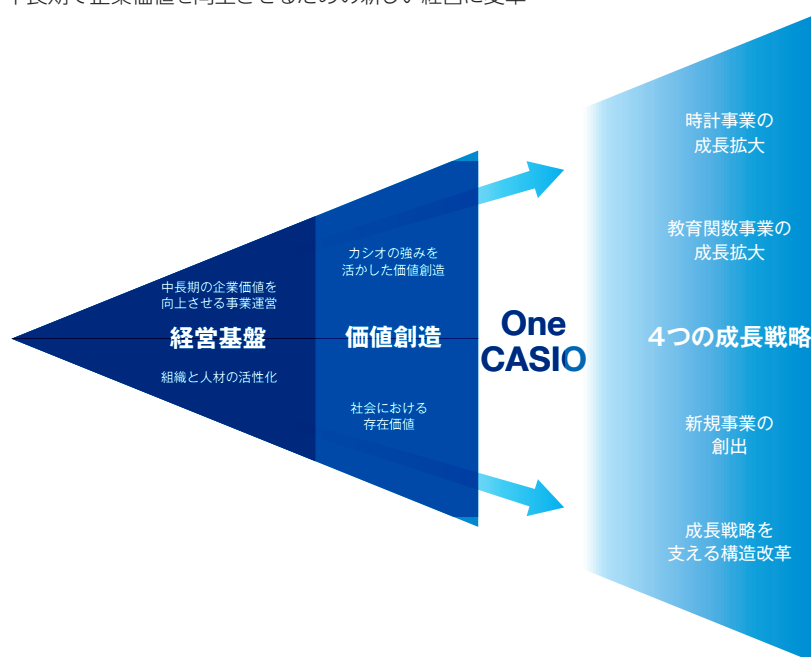 中長期の企業価値を
向上させる事業運営
経営基盤
組織と人材の活性化
カシオの強みを
活かした価値創造
価値創造
社会における
存在価値
One
CASIO
時計事業の
成長拡大
教育関数事業の
成長拡大
4つの成長戦略
新規事業の
創出
成長戦略を
支える構造改革